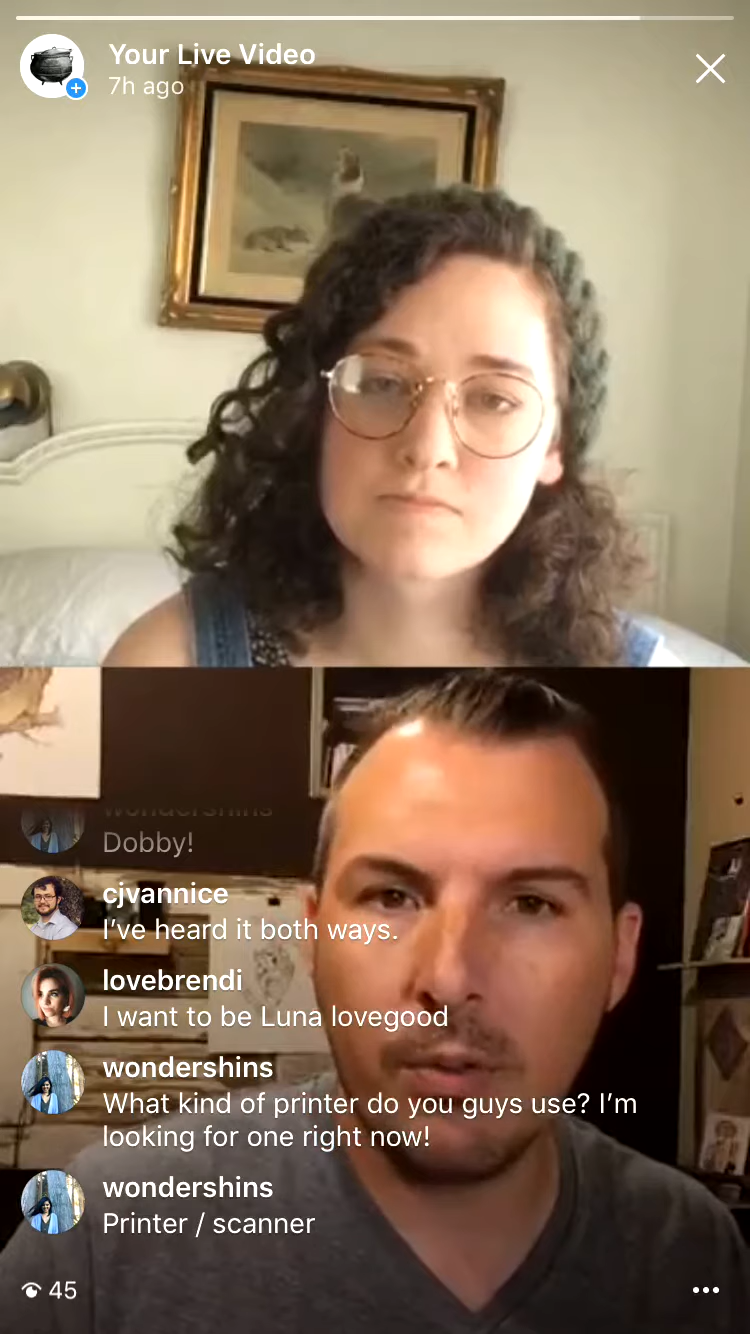 Your Live Video
7h ago
wondershins
Dobby!
cjvannice
I’ve heard it both ways.
lovebrendi
I want to be Luna lovegood
wondershins
What kind of printer do you guys use? I’m
looking for one right now!
wondershins
Printer / scanner
45